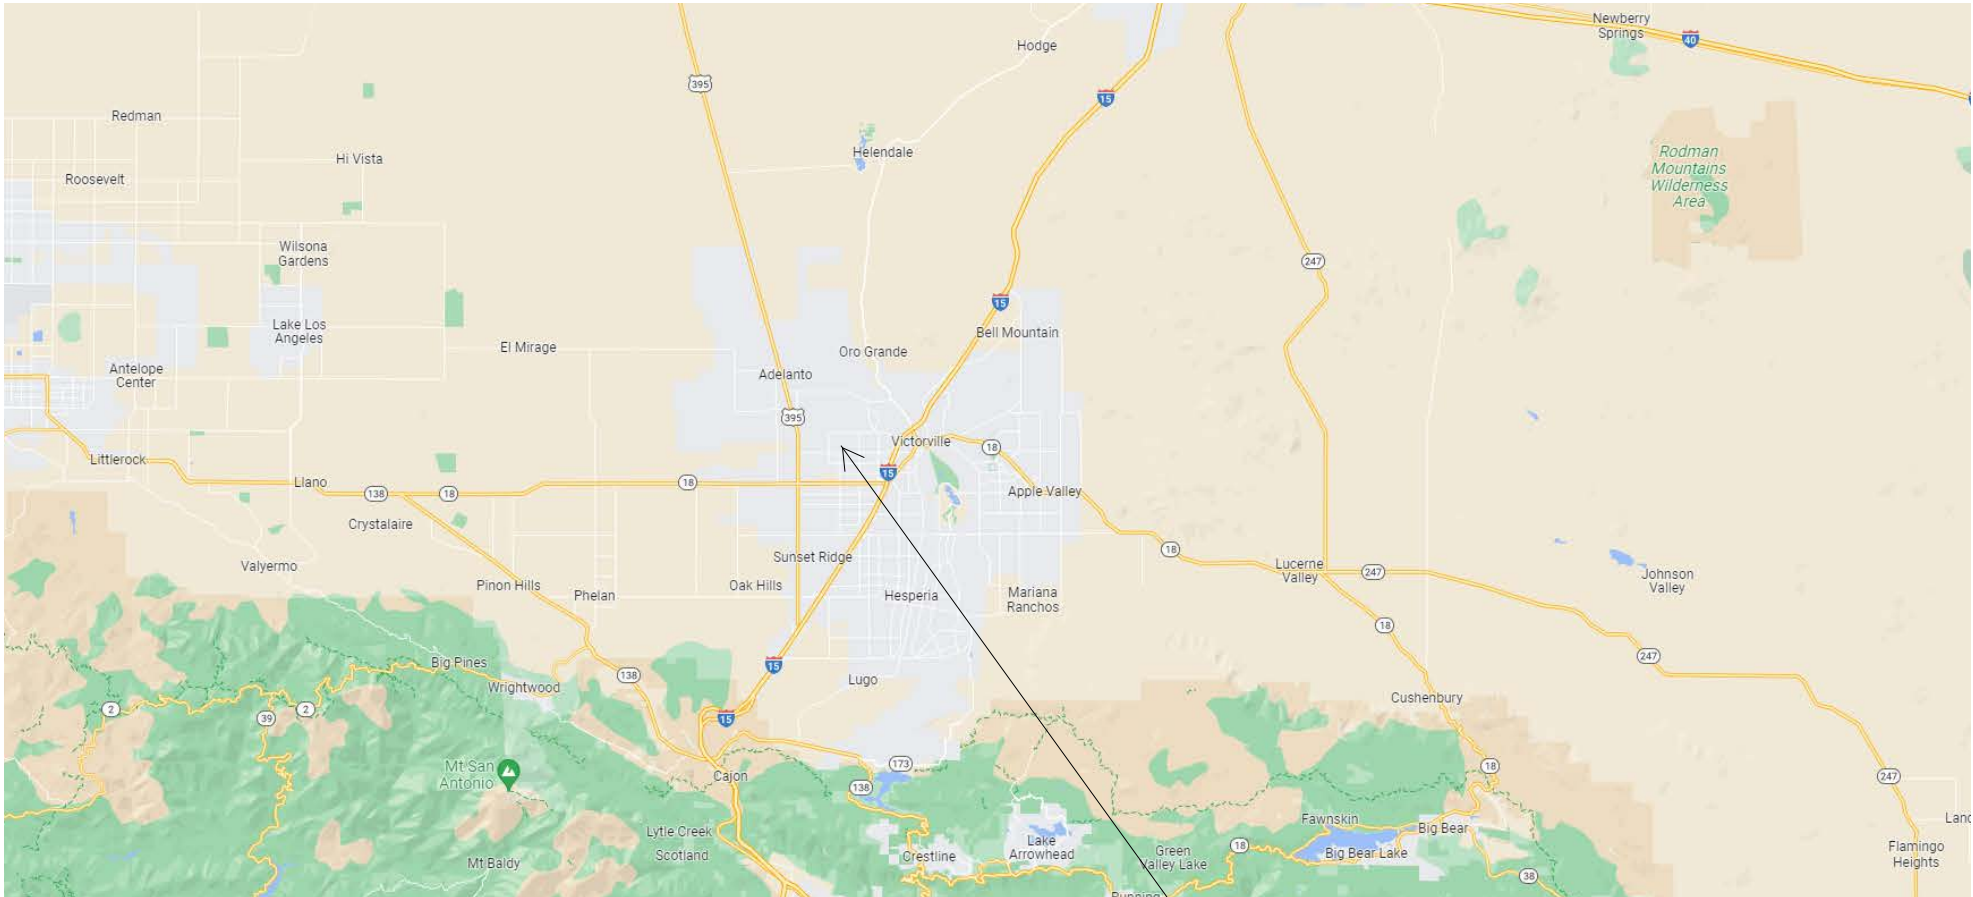 Newberry
Springs
Hodge
40
395
15
Redman
Hi Vista
Helendale
Rodman
Mountains
Wilderness
Area
Roosevelt
Wilsona
Gardens
247
15
Lake Los
Angeles
Bell Mountain
El Mirage
Oro Grande
Antelope
Center
Adelanto
395
Victorville
18
Littlerock
15
Llano
138
18
18
Apple Valley
Crystalaire
18
Sunset Ridge
Valyermo
Lucerne
Valley
247
Johnson
Valley
Pinon Hills
Phelan
Oak Hills
Hesperia
Mariana
Ranchos
18
247
Big Pines
15
138
Wrightwood
Lugo
Cushenbury
2
2
39
15
Mt San
Antonio
Cajon
173
18
247
138
Lytle Creek
Scotland
Fawnskin
Big Bear
Mt Baldy
Crestline
Lake
Arrowhead
Green
Valley Lake
18
Big Bear Lake
Flamingo
Heights
38